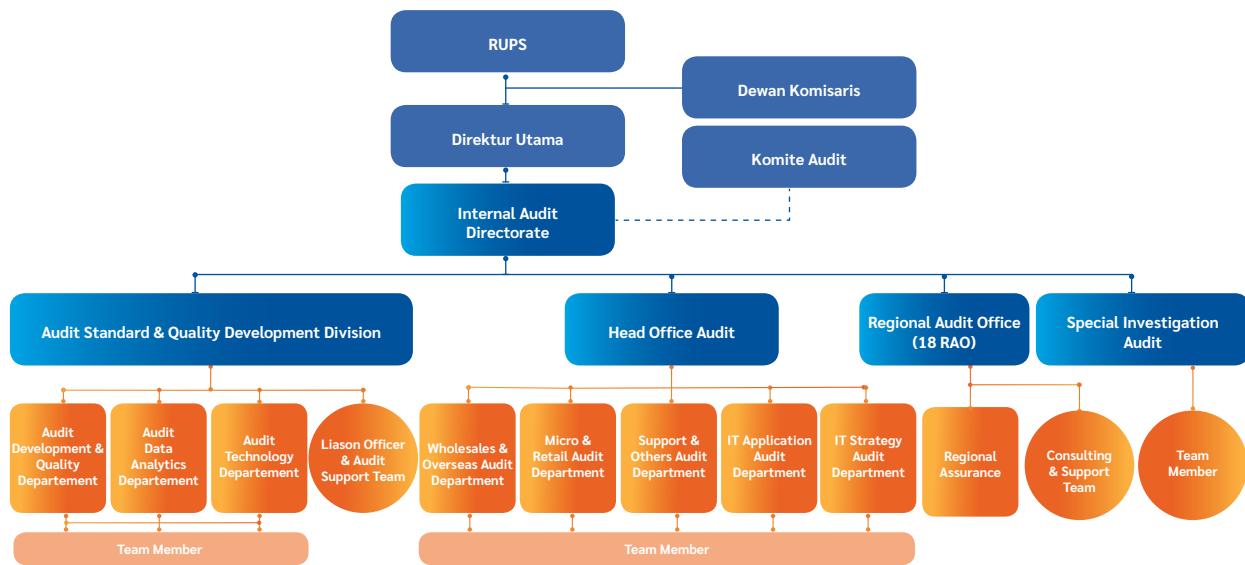 RUPS
Dewan Komisaris
Direktur Utama
Komite Audit
Internal Audit
Directorate
Audit Standard & Quality Development Division
Head Office Audit
Regional Audit Office
(18 RAO)
Special Investigation
Audit
Audit
Development &
Quality
Departement
Audit
Data
Analytics
Departement
Audit
Technology
Departement
Liason Officer
& Audit
Support Team
Wholesales &
Overseas Audit
Department
Micro &
Retail Audit
Department
Support &
Others Audit
Department
IT Application
Audit
Department
IT Strategy
Audit
Department
Regional
Assurance
Consulting
& Support
Team
Team
Member
Team Member
Team Member